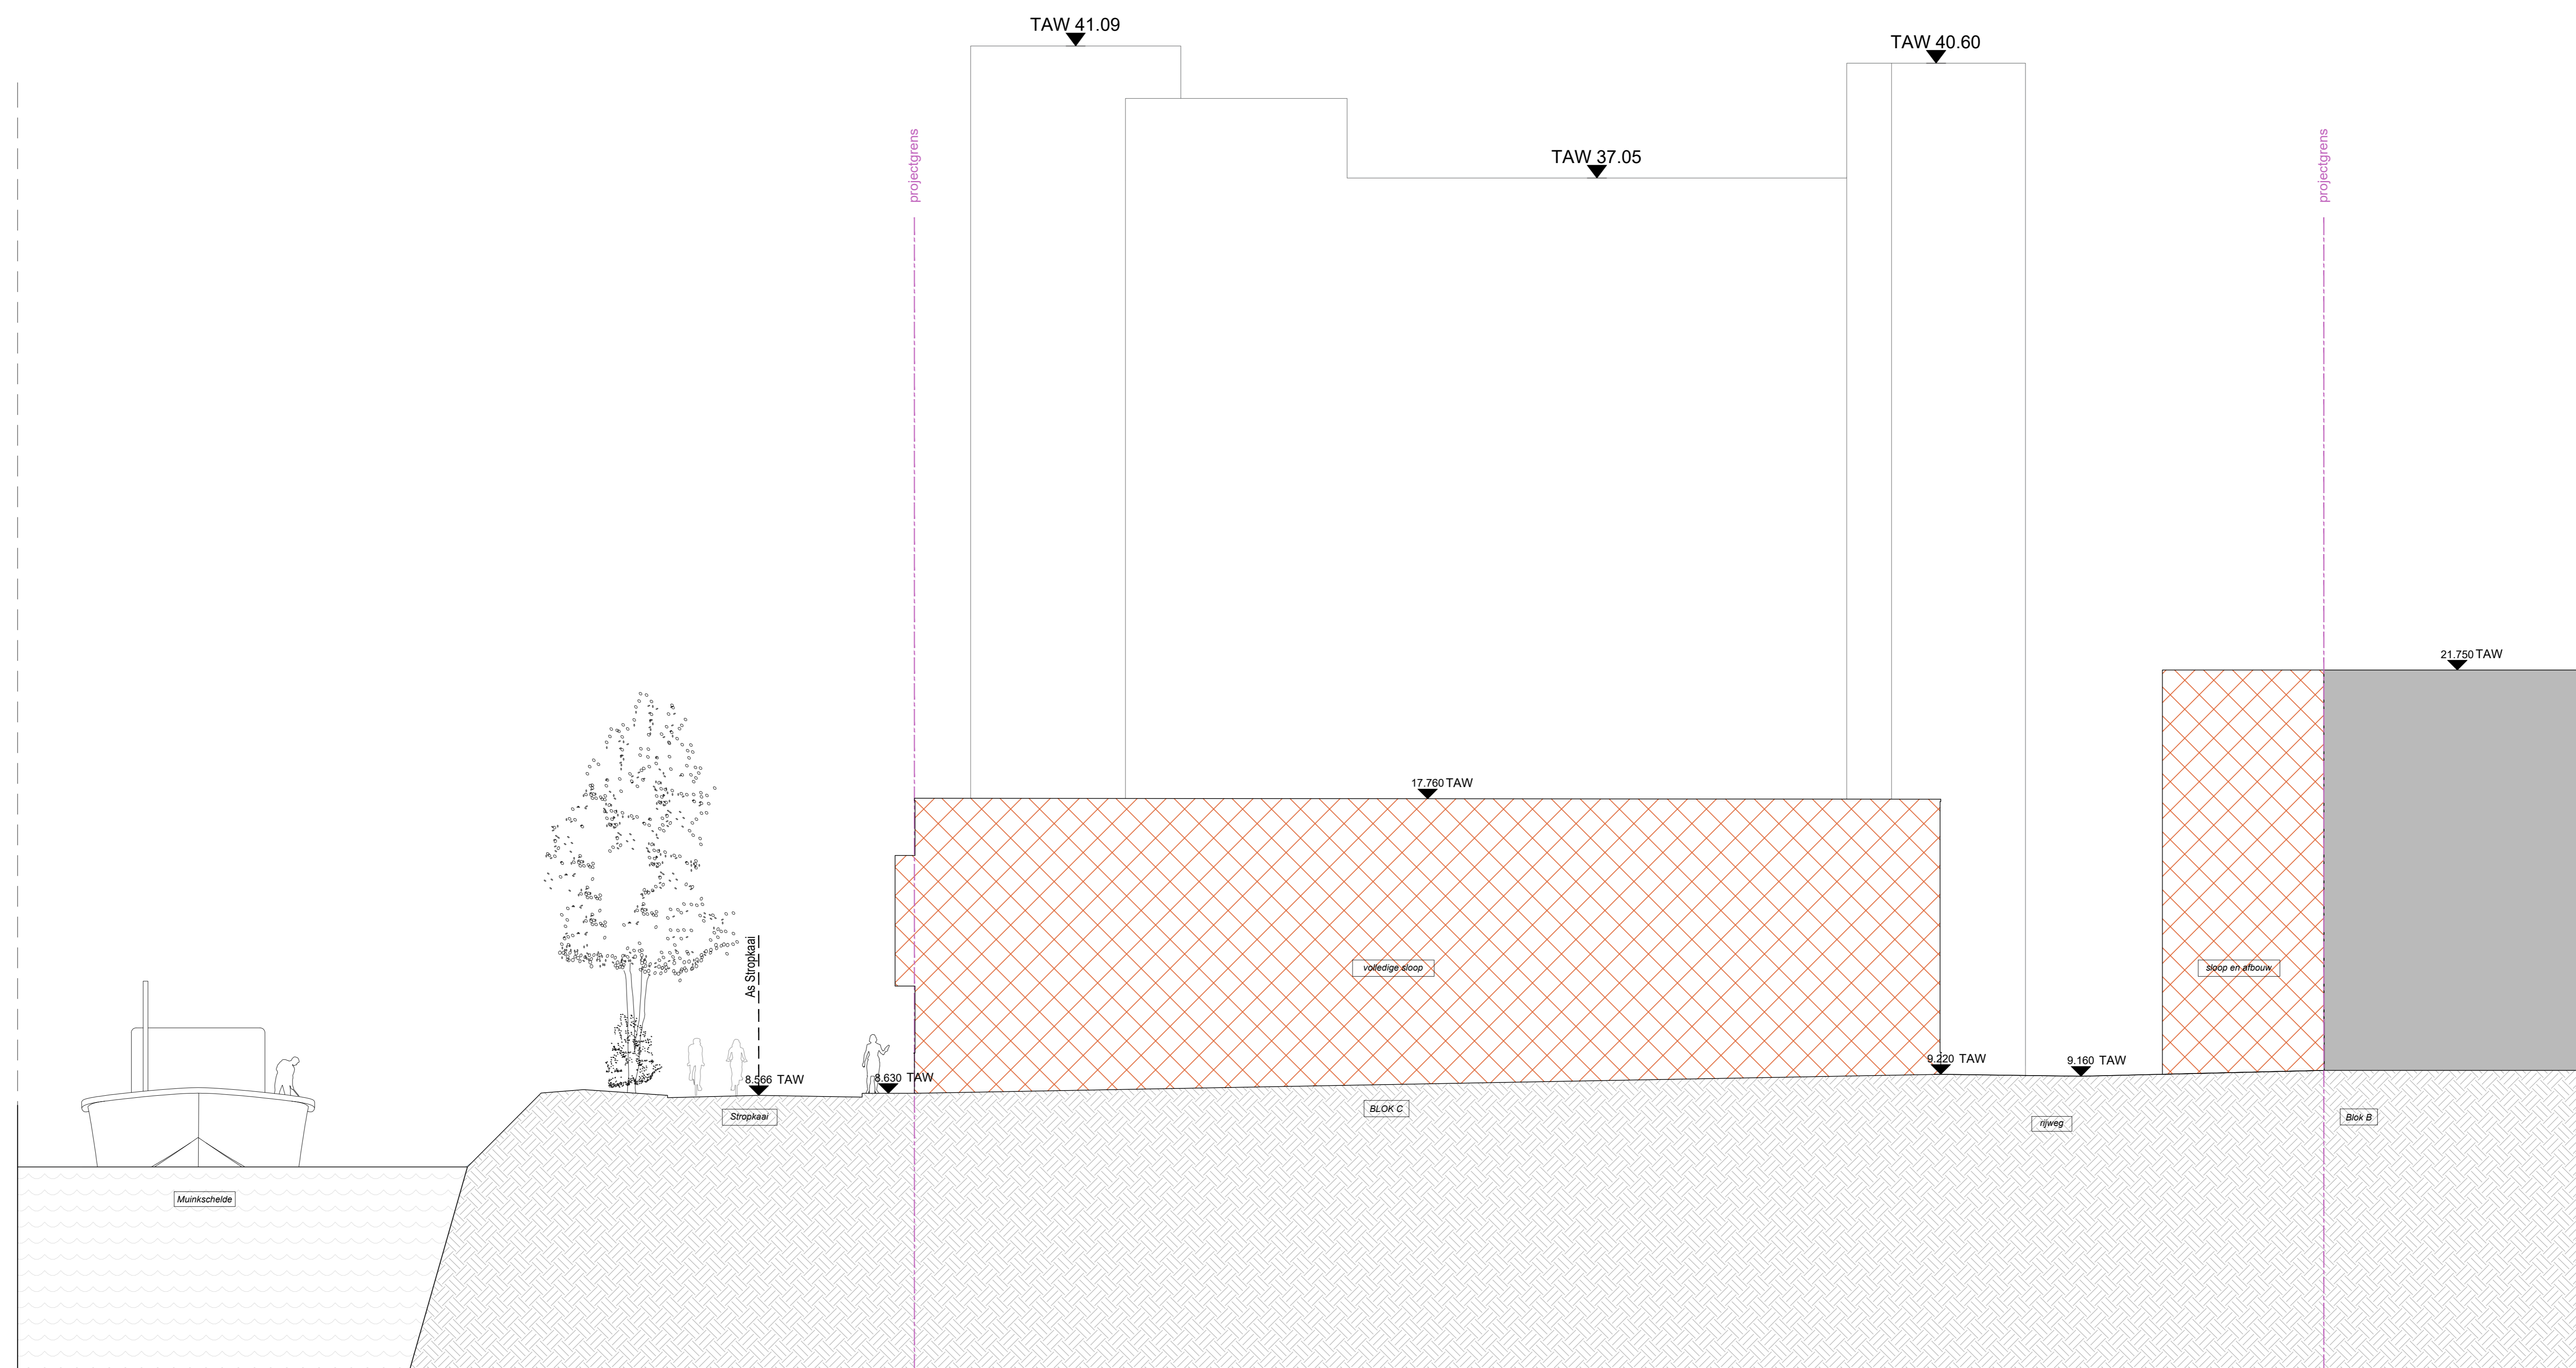 TAW 41.09
TAW 40.60
projectgrens
projectgrens
TAW 37.05
21.750 TAW
17.760 TAW
As Stropkaai
volledige sloop
sloop en afbouw
8.566 TAW
8.630 TAW
9.220 TAW
9.160 TAW
Stropkaai
BLOK C
rijweg
Blok B
Muinkschelde